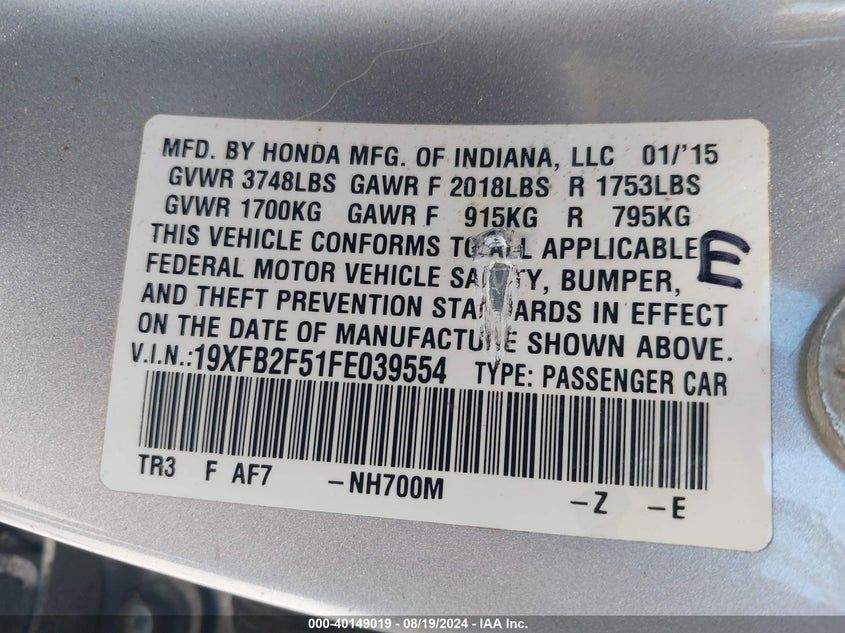 MFD. BY HONDA MFG. OF INDIANA, LLC 01/'15
GVWR 3748LBS GAWR F 2018LBS R 1753LBS
GVWR 1700KG GAWR F 915KG R 795KG
THIS VEHICLE CONFORMS TO ALL APPLICABLE E
FEDERAL MOTOR VEHICLE SAFETY, BUMPER,
AND THEFT PREVENTION STANDARDS IN EFFECT
ON THE DATE OF MANUFACTURE SHOWN ABOVE.
V.I.N.:19XFB2F51FE039554 TYPE: PASSENGER CAR
TR3 F AF7 -NH700M -Z -E
000-40149019 - 08/19/2024 - IAA Inc.